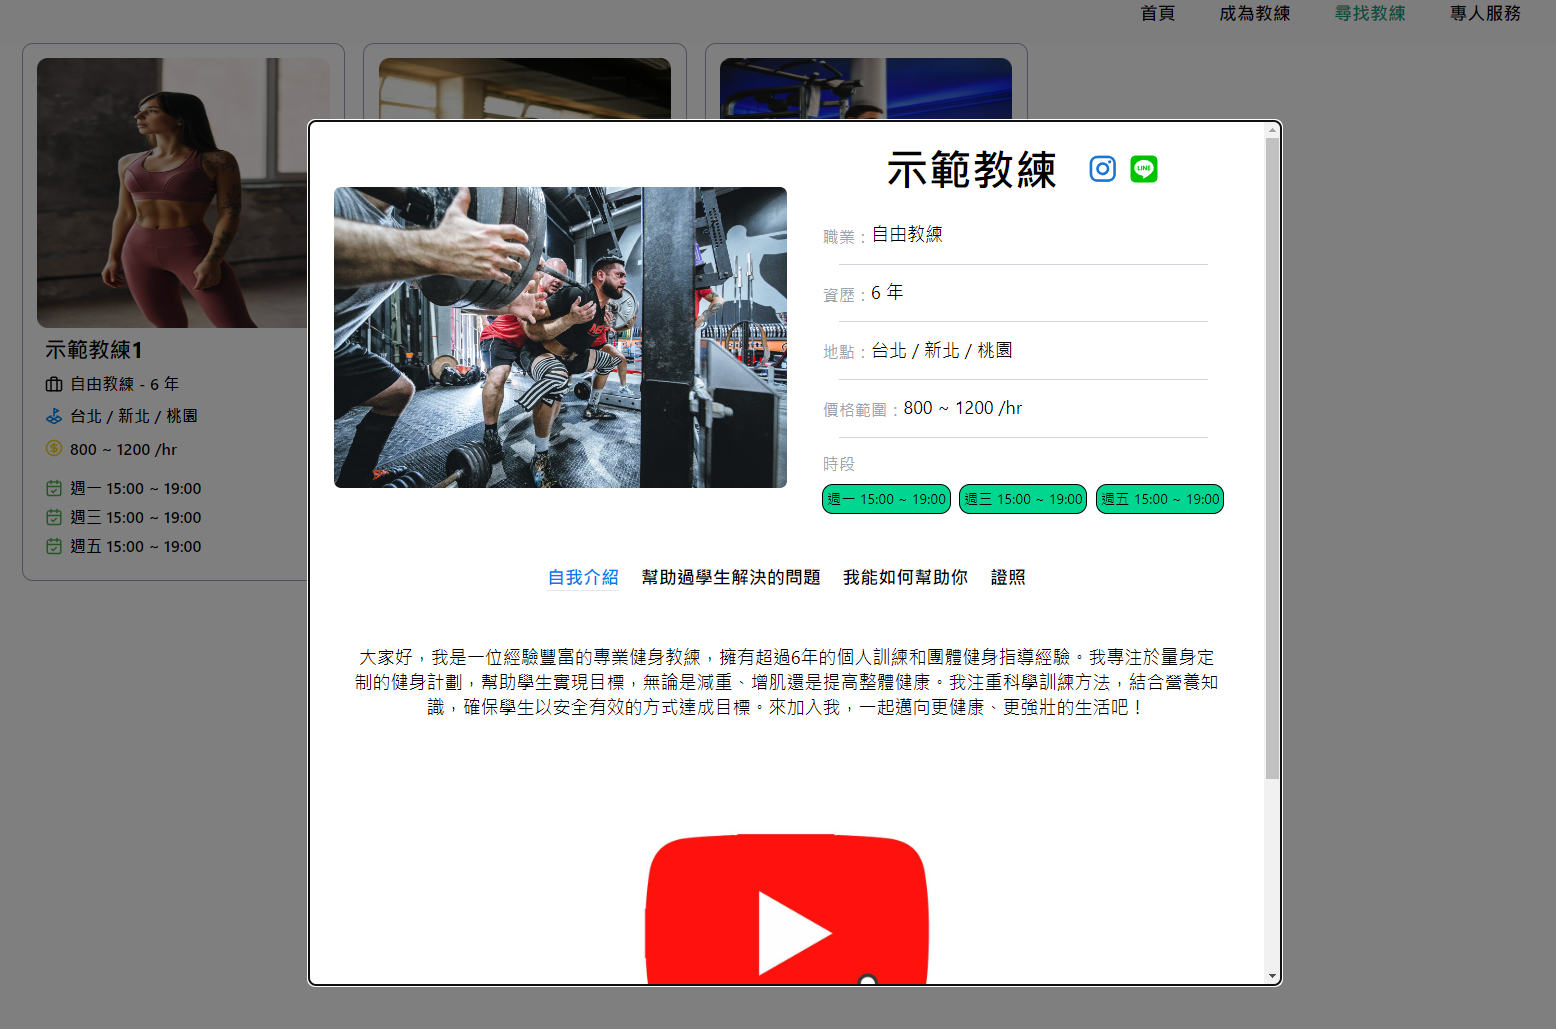 首頁 成為教練 尋找教練 專人服務
示範教練1
自由教練 - 6 年
台北 / 新北 / 桃園
800 ~ 1200 /hr
週一 15:00 ~ 19:00
週三 15:00 ~ 19:00
週五 15:00 ~ 19:00
示範教練
LINE
職業：自由教練
資歷：6 年
地點：台北 / 新北 / 桃園
價格範圍：800 ~ 1200 /hr
時段
週一 15:00 ~ 19:00 週三 15:00 ~ 19:00 週五 15:00 ~ 19:00
自我介紹 幫助過學生解決的問題 我能如何幫助你 證照
大家好，我是一位經驗豐富的專業健身教練，擁有超過6年的個人訓練和團體健身指導經驗。我專注於量身定
制的健身計劃，幫助學生實現目標，無論是減重、增肌還是提高整體健康。我注重科學訓練方法，結合營養知
識，確保學生以安全有效的方式達成目標。來加入我，一起邁向更健康、更強壯的生活吧！